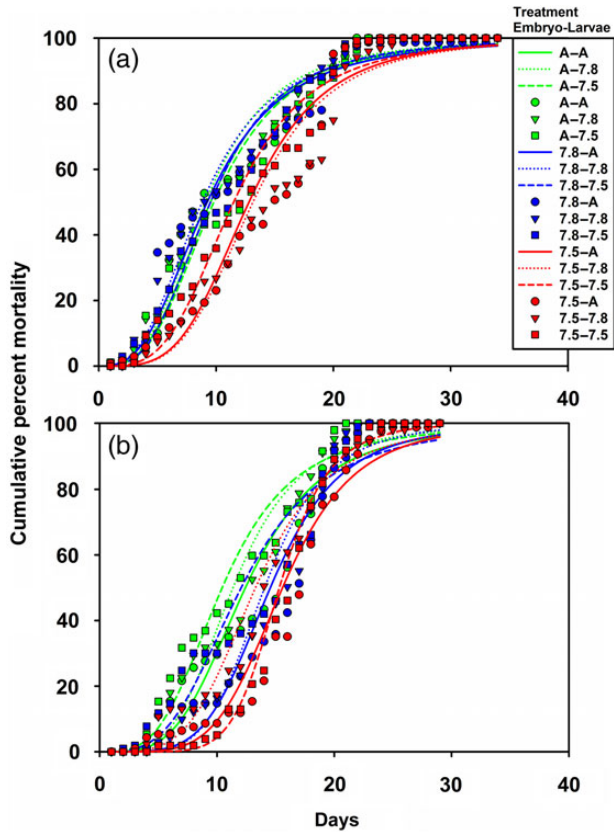 Treatment
Embryo-Larvae
A–A
A–7.8
A–7.5
A–A
A–7.8
A–7.5
7.8–A
7.8–7.8
7.8–7.5
7.8–A
7.8–7.8
7.8–7.5
7.5–A
7.5–7.8
7.5–7.5
7.5–A
7.5–7.8
7.5–7.5
(a)
100
80
60
40
20
0
0
10
20
30
40
(b)
100
80
60
40
20
0
0
10
20
30
40
Cumulative percent mortality
Days